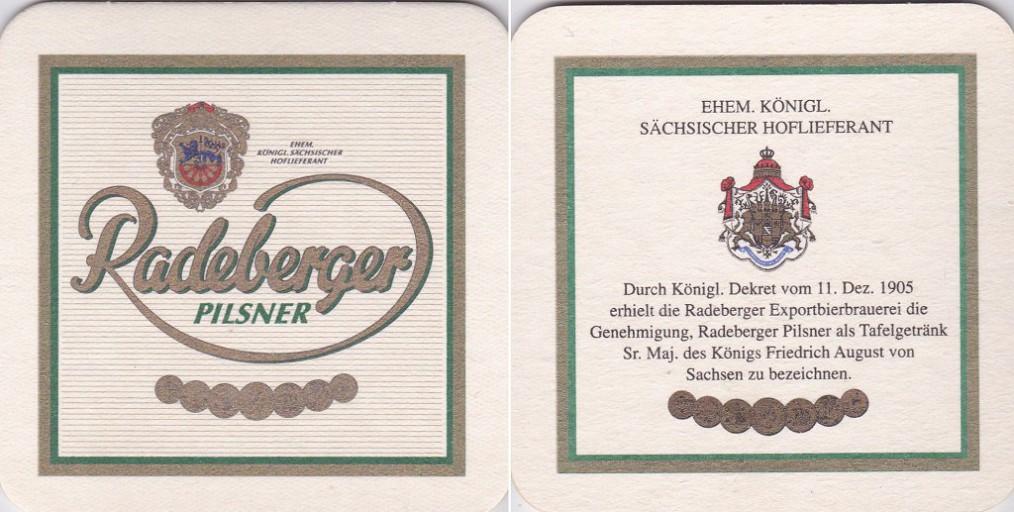 EHEM.
KÖNIGL. SÄCHSISCHER
HOFLIEFERANT
Radeberger
PILSNER
EHEM. KÖNIGL.
SÄCHSISCHER HOFLIEFERANT
Durch Königl. Dekret vom 11. Dez. 1905
erhielt die Radeberger Exportbierbrauerei die
Genehmigung, Radeberger Pilsner als Tafelgetränk
Sr. Maj. des Königs Friedrich August von
Sachsen zu bezeichnen.